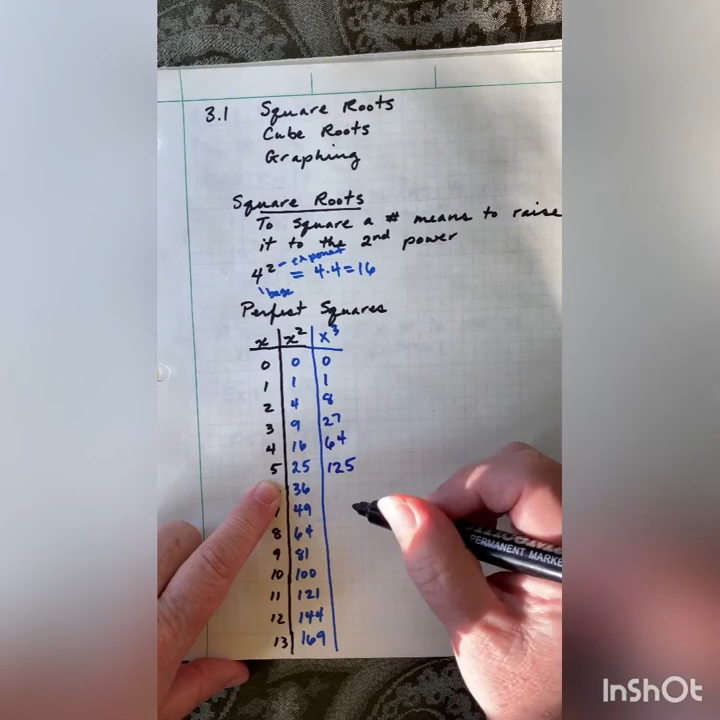 3.1 Square Roots
Cube Roots
Graphing
Square Roots
To Square a # means to raise
it to the 2nd power
4² - exponent
= 4·4 = 16
base
Perfect Squares
x x² x³
0 0 0
1 1 1
2 4 8
3 9 27
4 16 64
5 25 125
36
49
8 64
9 81
10 100
11 121
12 144
13 169
PERMANENT MARKE
InShOt